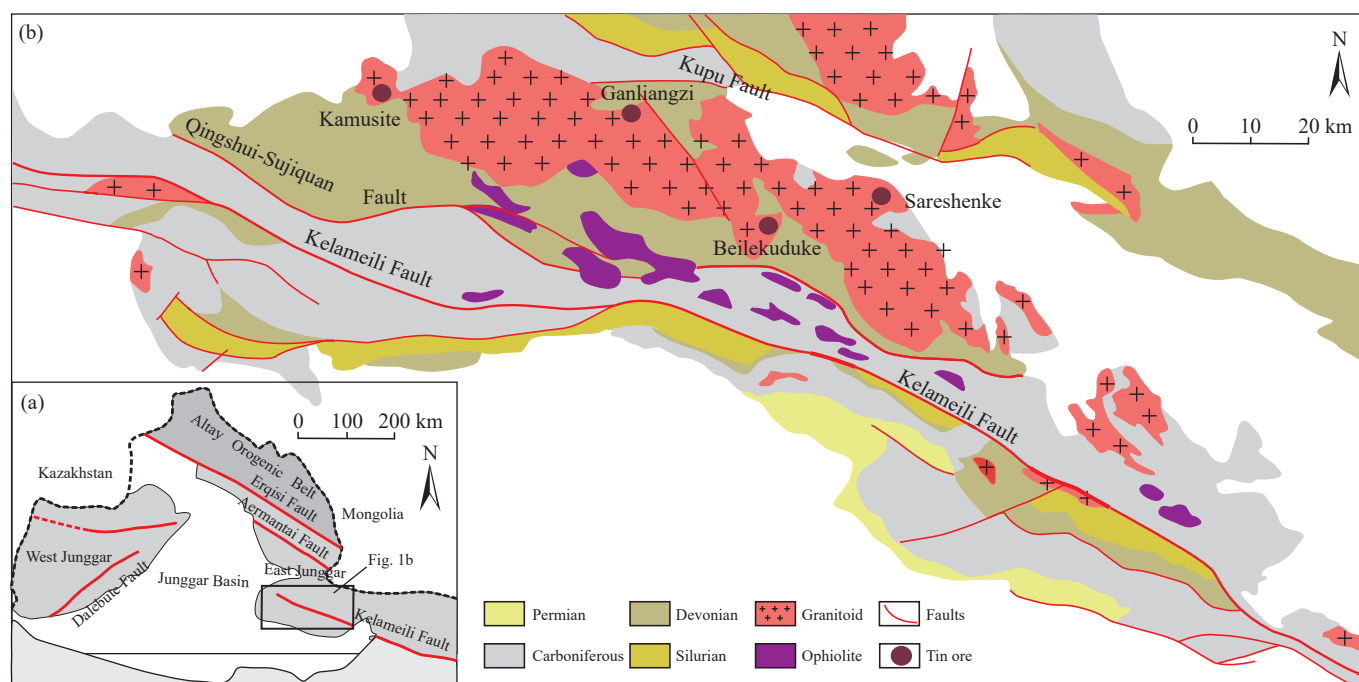 (b)
N
0 10 20 km
Kupu Fault
Ganliangzi
Kamusite
Qingshui-Sujiquan
Fault
Sareshenke
Beilekuduke
Kelameili Fault
Kelameili Fault
(a)
0 100 200 km
N
Altay Orogenic Belt
Kazakhstan
Erqisi Fault
Aermantai Fault
Mongolia
West Junggar
Dalebute Fault
Junggar Basin
East Junggar
Fig. 1b
Kelameili Fault
Permian
Devonian
Granitoid
Faults
Carboniferous
Silurian
Ophiolite
Tin ore